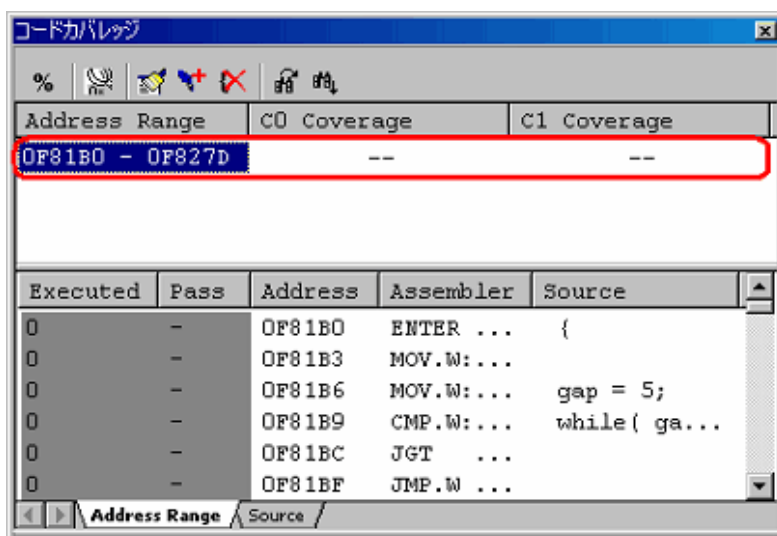 コードカバレッジ
%
Address Range C0 Coverage C1 Coverage
0F81B0 - 0F827D -- --
Executed Pass Address Assembler Source
0 - 0F81B0 ENTER ... {
0 - 0F81B3 MOV.W:...
0 - 0F81B6 MOV.W:... gap = 5;
0 - 0F81B9 CMP.W:... while( ga...
0 - 0F81BC JGT ...
0 - 0F81BF JMP.W ...
Address Range Source